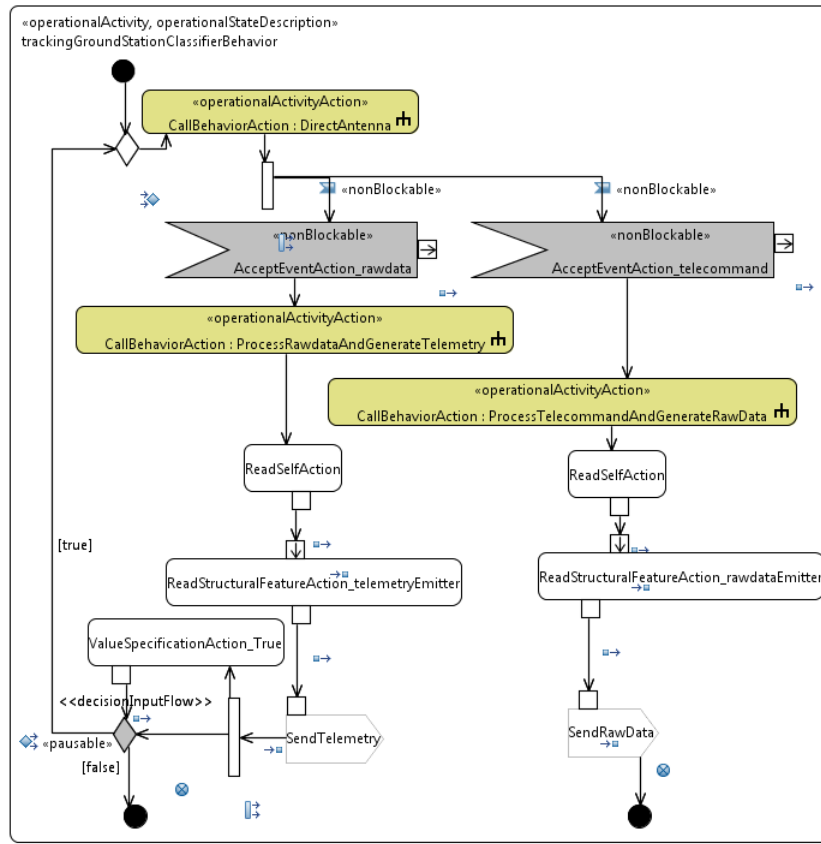 «operationalActivity, operationalStateDescription»
trackingGroundStationClassifierBehavior
«operationalActivityAction»
CallBehaviorAction : DirectAntenna
«nonBlockable»
«nonBlockable»
«nonBlockable»
AcceptEventAction_rawdata
«nonBlockable»
AcceptEventAction_telecommand
«operationalActivityAction»
CallBehaviorAction : ProcessRawdataAndGenerateTelemetry
«operationalActivityAction»
CallBehaviorAction : ProcessTelecommandAndGenerateRawData
ReadSelfAction
ReadSelfAction
[true]
ReadStructuralFeatureAction_telemetryEmitter
ReadStructuralFeatureAction_rawdataEmitter
ValueSpecificationAction_True
<<decisionInputFlow>>
«pausable»
SendTelemetry
SendRawData
[false]